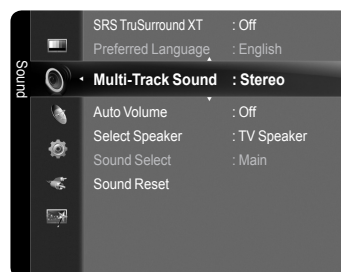 Sound
SRS TruSurround XT : Off
Preferred Language : English
Multi-Track Sound : Stereo
Auto Volume : Off
Select Speaker : TV Speaker
Sound Select : Main
Sound Reset